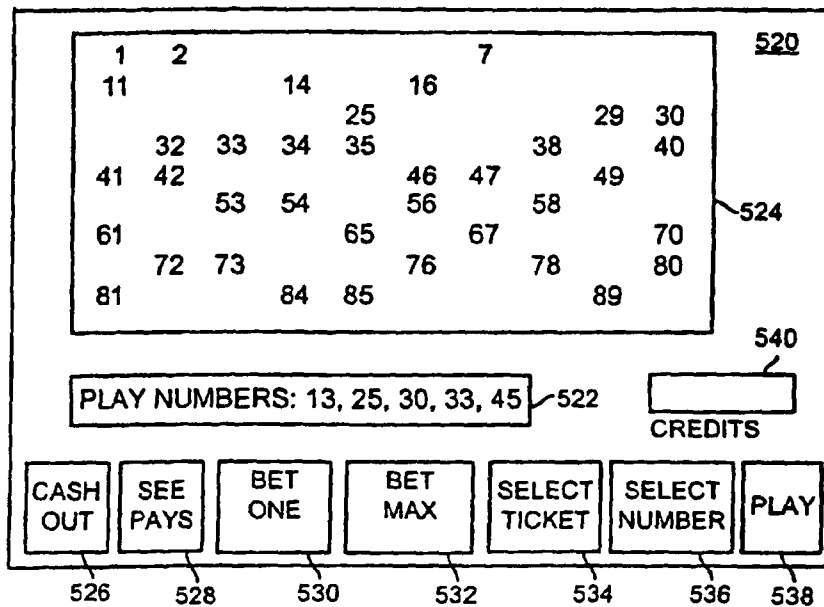 520
1 2 7
11 14 16
25 29 30
32 33 34 35 38 40
41 42 46 47 49
53 54 56 58
61 65 67 70
72 73 76 78 80
81 84 85 89
524
540
PLAY NUMBERS: 13, 25, 30, 33, 45
522
CREDITS
CASH OUT
SEE PAYS
BET ONE
BET MAX
SELECT TICKET
SELECT NUMBER
PLAY
526 528 530 532 534 536 538